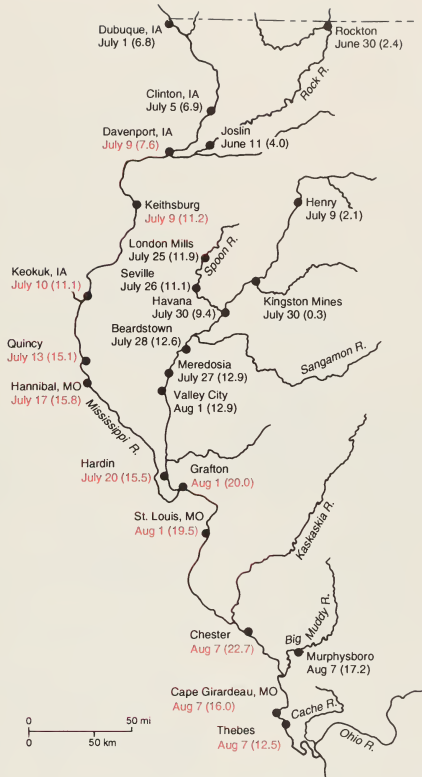 Dubuque, IA
July 1 (6.8)
Rockton
June 30 (2.4)
Rock R.
Clinton, IA
July 5 (6.9)
Davenport, IA
July 9 (7.6)
Joslin
June 11 (4.0)
Keithsburg
July 9 (11.2)
Henry
July 9 (2.1)
London Mills
July 25 (11.9)
Spoon R.
Seville
July 26 (11.1)
Keokuk, IA
July 10 (11.1)
Havana
July 30 (9.4)
Kingston Mines
July 30 (0.3)
Beardstown
July 28 (12.6)
Sangamon R.
Quincy
July 13 (15.1)
Meredosia
July 27 (12.9)
Hannibal, MO
July 17 (15.8)
Valley City
Aug 1 (12.9)
Mississippi R.
Hardin
July 20 (15.5)
Grafton
Aug 1 (20.0)
St. Louis, MO
Aug 1 (19.5)
Kaskaskia R.
Chester
Aug 7 (22.7)
Big Muddy R.
Murphysboro
Aug 7 (17.2)
Cape Girardeau, MO
Aug 7 (16.0)
Cache R.
Thebes
Aug 7 (12.5)
Ohio R.
0 50 mi
0 50 km